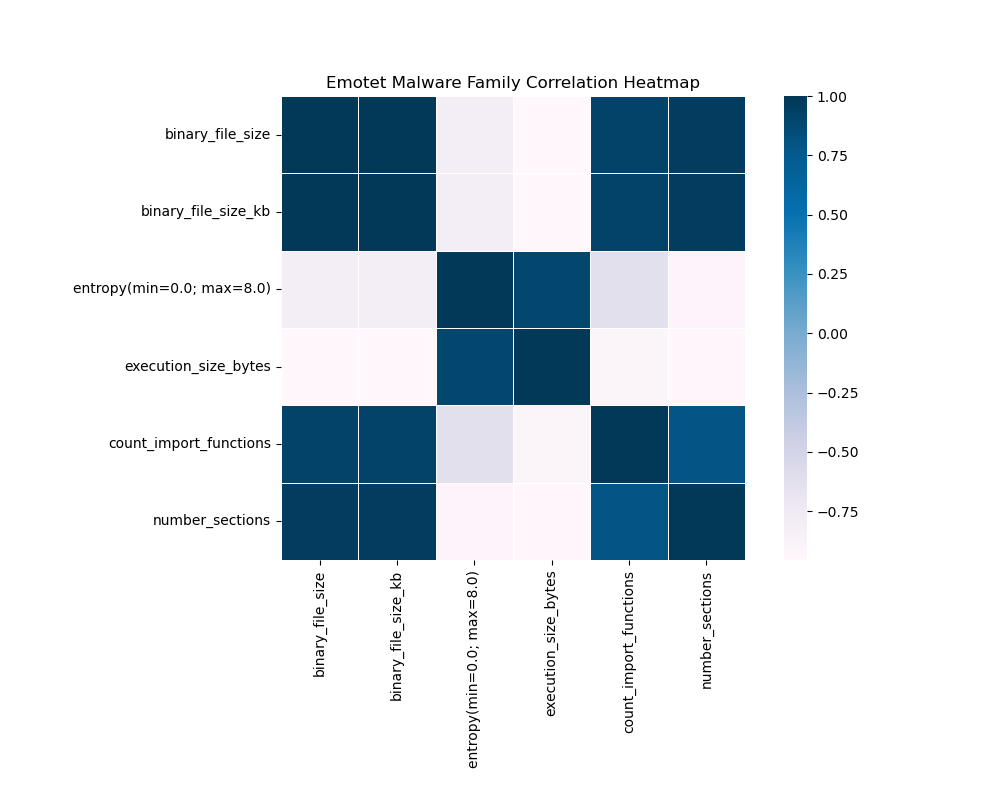 Emotet Malware Family Correlation Heatmap
binary_file_size
binary_file_size_kb
entropy(min=0.0; max=8.0)
execution_size_bytes
count_import_functions
number_sections
binary_file_size
binary_file_size_kb
entropy(min=0.0; max=8.0)
execution_size_bytes
count_import_functions
number_sections
1.00
0.75
0.50
0.25
0.00
−0.25
−0.50
−0.75